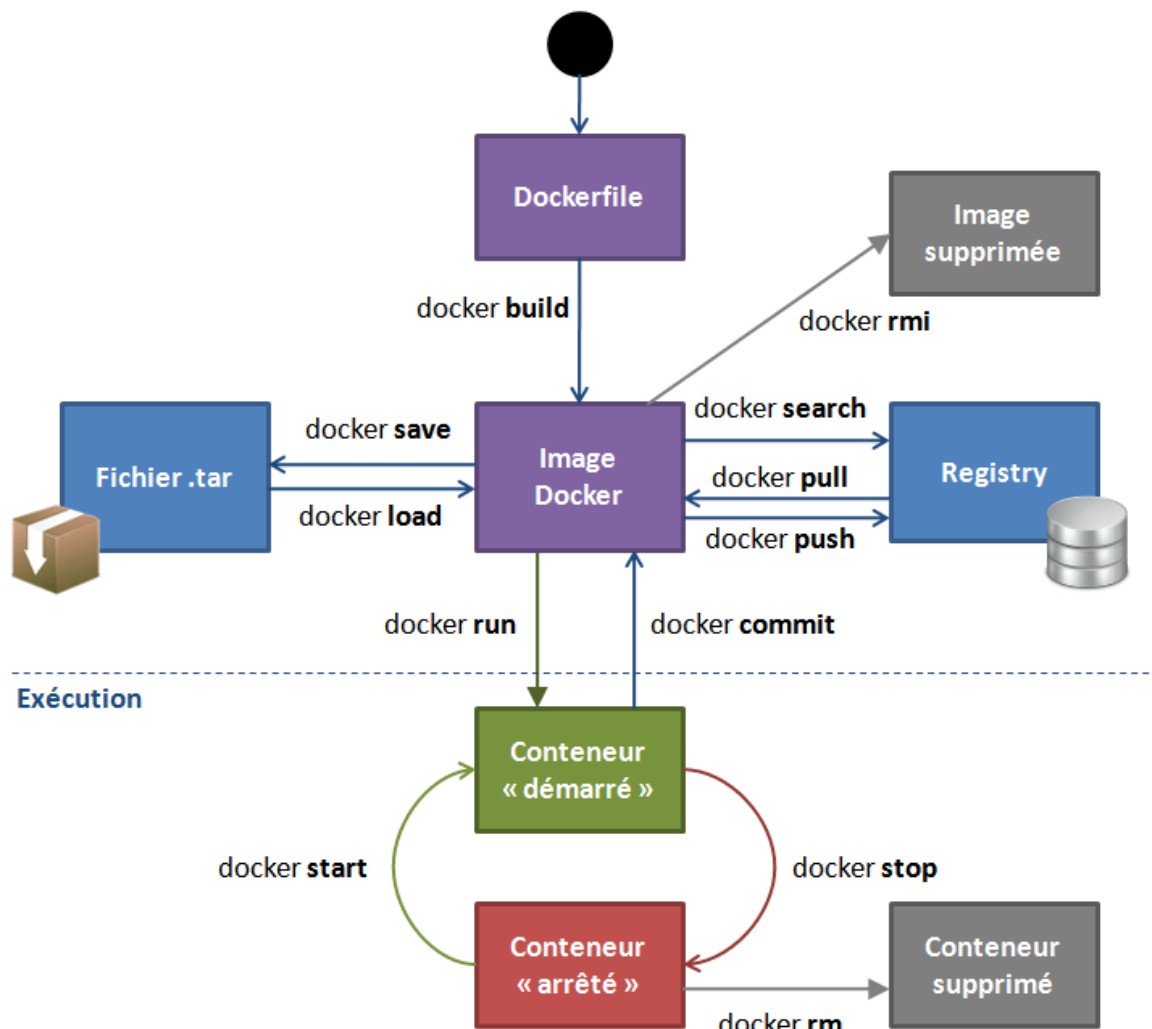 Dockerfile
Image
supprimée
docker build
docker rmi
docker search
docker save
Image
Docker
Fichier .tar
Registry
docker pull
docker load
docker push
docker run
docker commit
Exécution
Conteneur
« démarré »
docker start
docker stop
Conteneur
« arrêté »
Conteneur
supprimé
docker rm